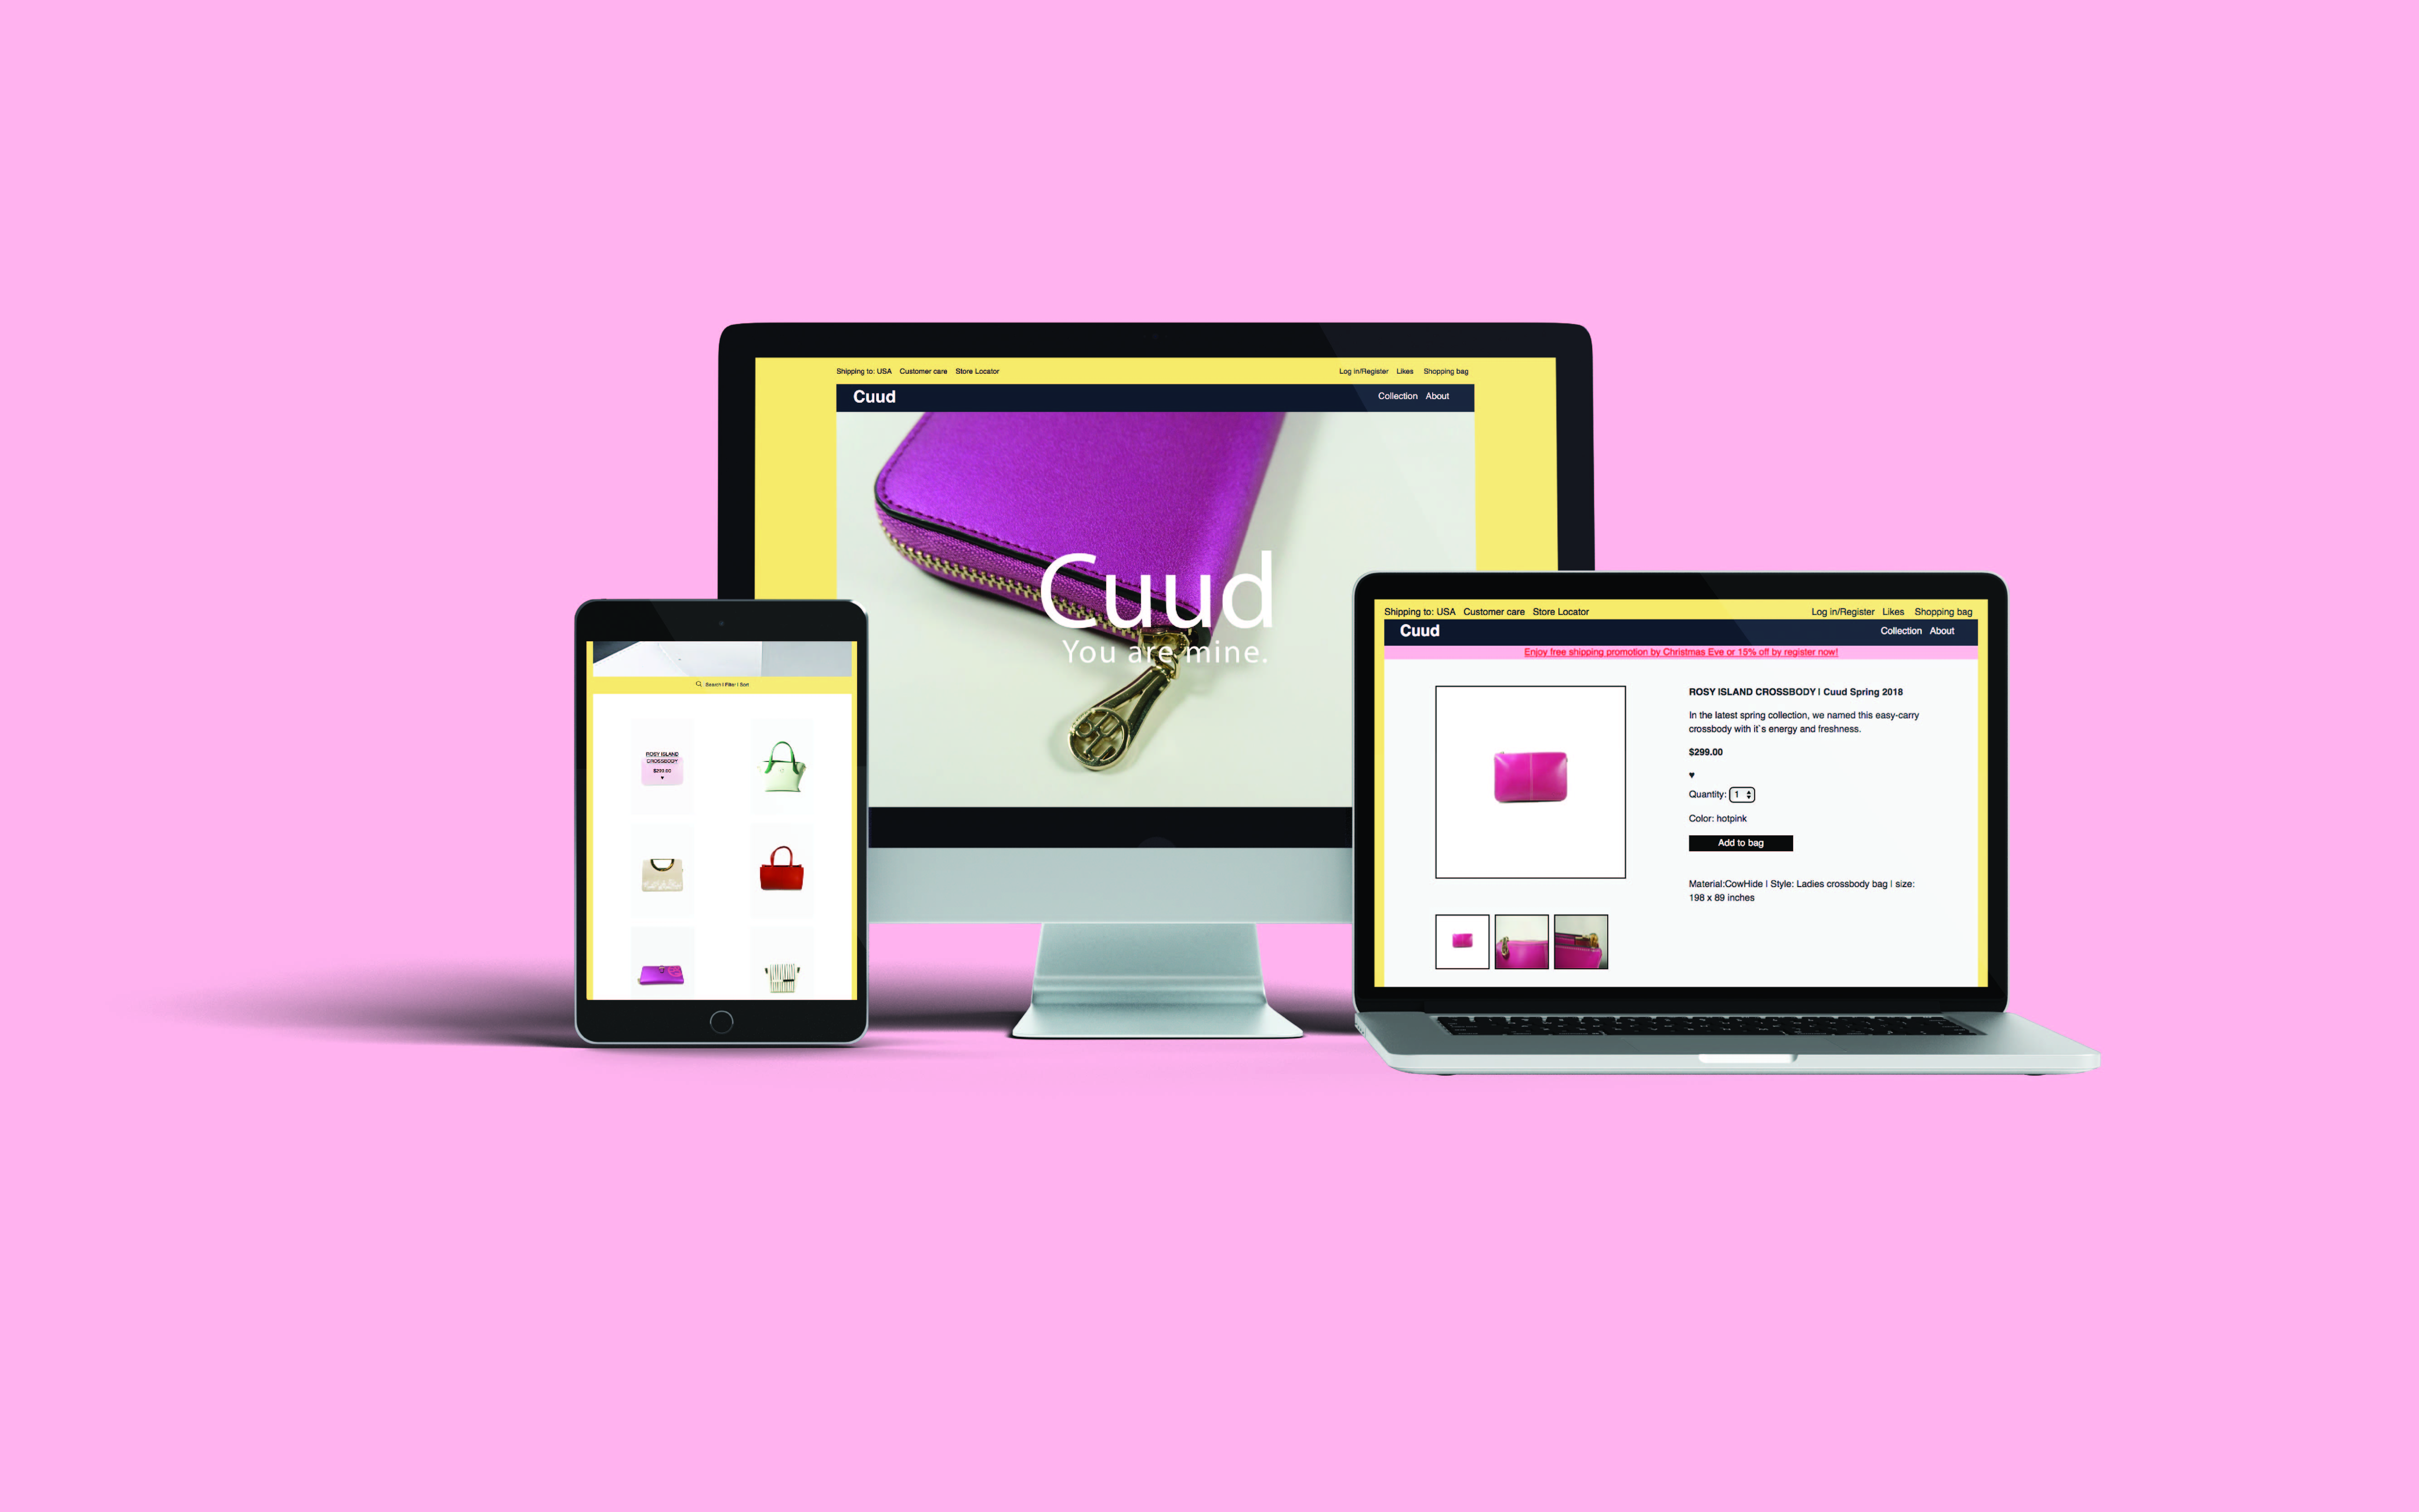 Shipping to: USA Customer care Store Locator
Log in/Register Likes Shopping bag
Cuud
Collection About
Cuud
You are mine.
Search | Filter | Sort
ROSY ISLAND
CROSSBODY
$299.00
♥
Shipping to: USA Customer care Store Locator
Log in/Register Likes Shopping bag
Cuud
Collection About
Enjoy free shipping promotion by Christmas Eve or 15% off by register now!
ROSY ISLAND CROSSBODY | Cuud Spring 2018
In the latest spring collection, we named this easy-carry
crossbody with it`s energy and freshness.
$299.00
♥
Quantity: 1
Color: hotpink
Add to bag
Material:CowHide | Style: Ladies crossbody bag | size:
198 x 89 inches